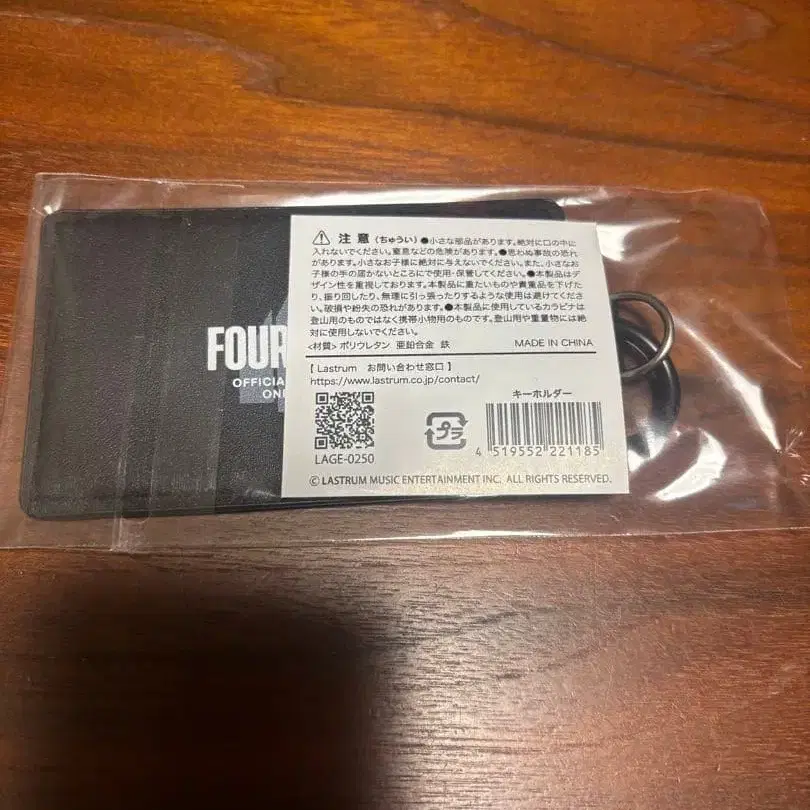 FOUR
OFFICIA
ONL
⚠ 注意 (ちゅうい) ●小さな部品があります。絶対に口の中に
入れないでください。窒息などの危険があります。●思わぬ事故の恐れ
があります。小さなお子様に絶対に与えないでください。また、小さなお
子様の手の届かないところにて使用・保管してください。●本製品はデ
ザイン性を重視しております。本製品に重たいものや貴重品を下げた
り、振り回したり、無理に引っ張ったりするような使用は避けてくださ
い。破損や紛失の恐れがあります。●本製品に使用しているカラビナは
登山用のものではなく携帯小物用のものです。登山用や重量物には絶
対に使用しないでください。
<材質> ポリウレタン 亜鉛合金 鉄 MADE IN CHINA
【 Lastrum お問い合わせ窓口 】
https://www.lastrum.co.jp/contact/
キーホルダー
プラ
LAGE-0250
4 519552 221185
© LASTRUM MUSIC ENTERTAINMENT INC. ALL RIGHTS RESERVED.